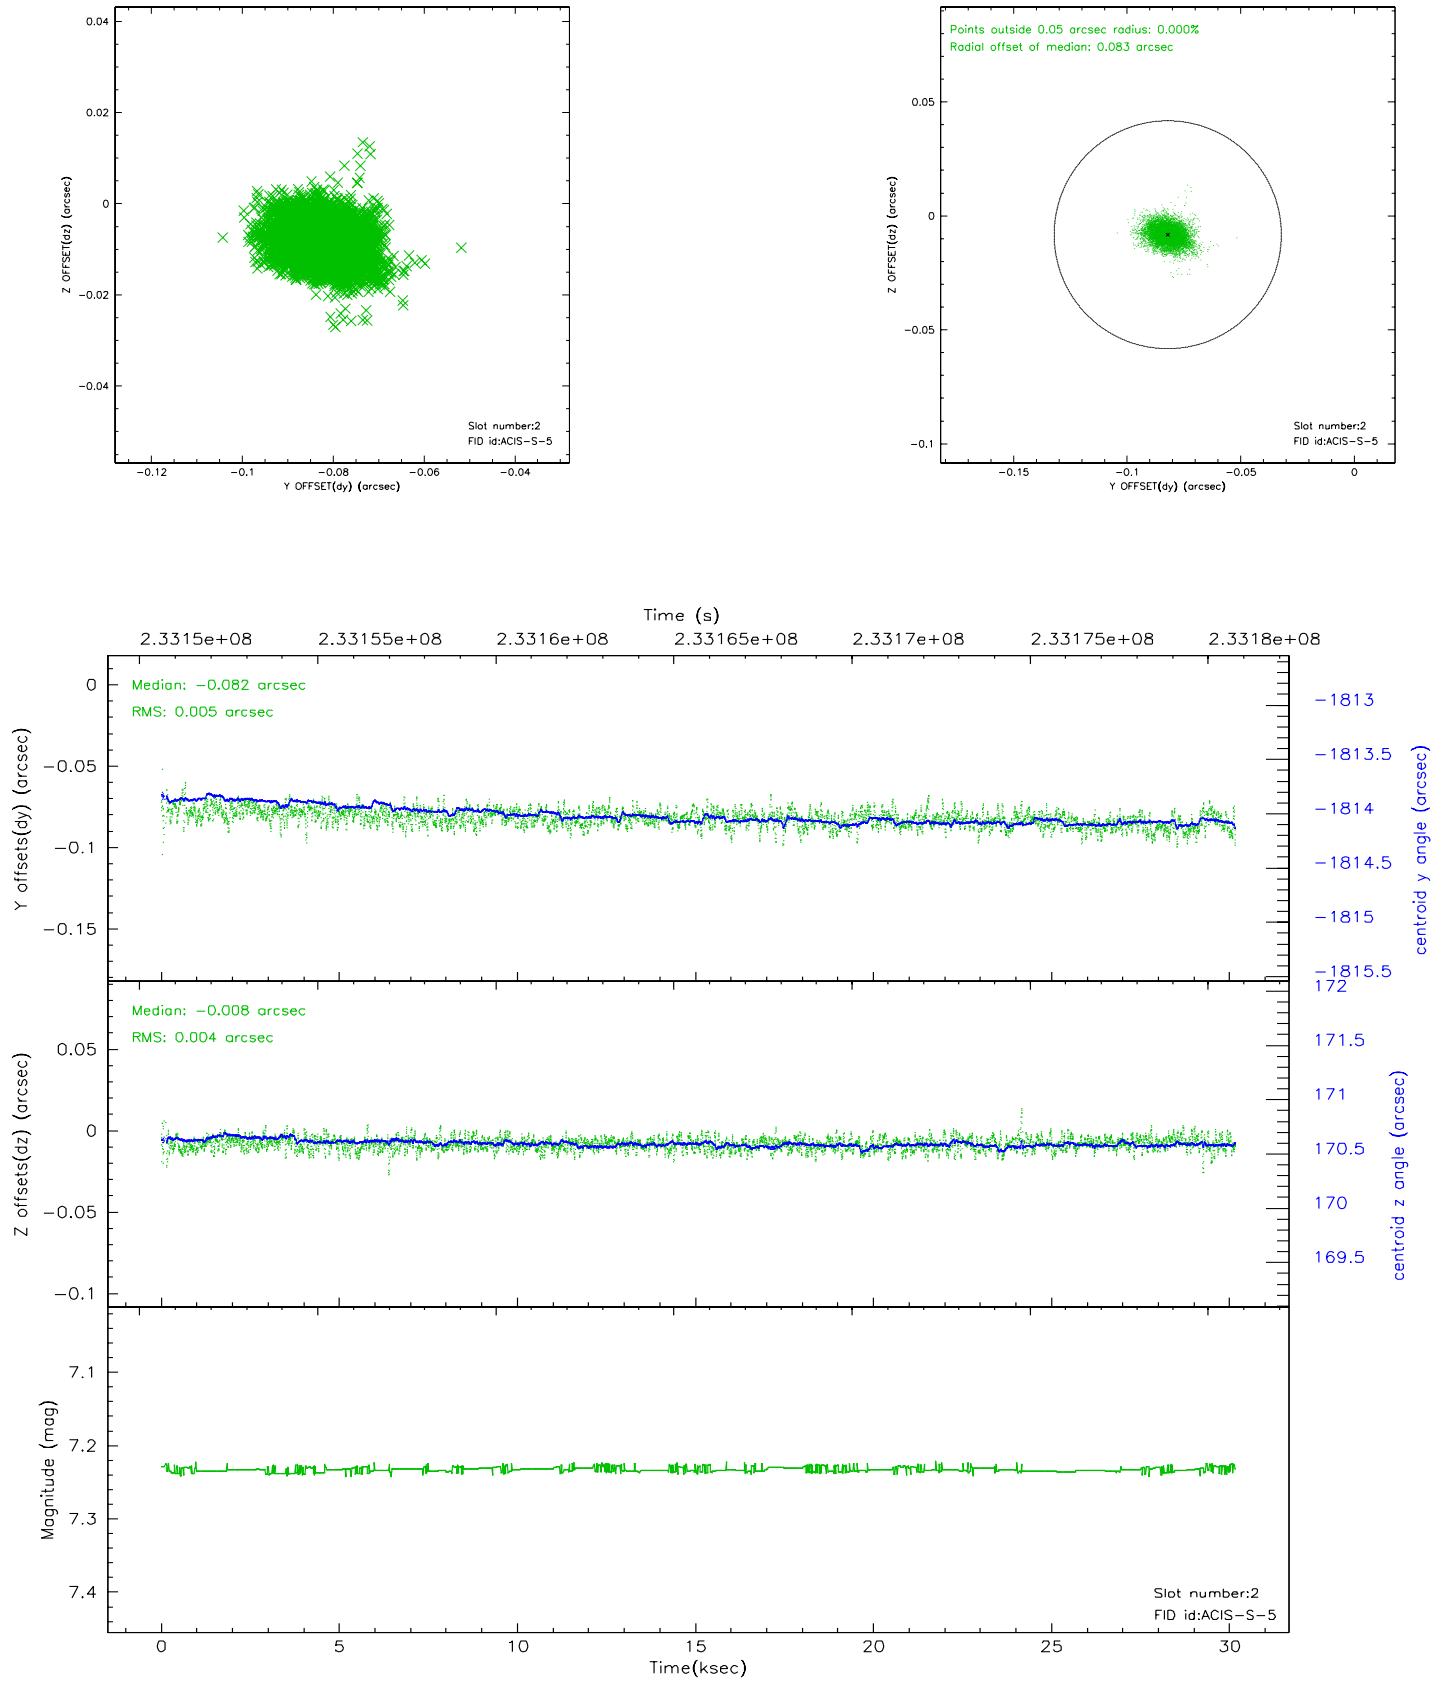 0.04
0.02
0
-0.02
-0.04
Z OFFSET(dz) (arcsec)
Slot number:2
FID id:ACIS-S-5
-0.12
-0.1
-0.08
-0.06
-0.04
Y OFFSET(dy) (arcsec)
Points outside 0.05 arcsec radius: 0.000%
Radial offset of median: 0.083 arcsec
0.05
0
-0.05
-0.1
Z OFFSET(dz) (arcsec)
Slot number:2
FID id:ACIS-S-5
-0.15
-0.1
-0.05
0
Y OFFSET(dy) (arcsec)
Time (s)
2.3315e+08
2.33155e+08
2.3316e+08
2.33165e+08
2.3317e+08
2.33175e+08
2.3318e+08
Median: -0.082 arcsec
RMS: 0.005 arcsec
0
-0.05
-0.1
-0.15
Y offsets(dy) (arcsec)
-1813
-1813.5
-1814
-1814.5
-1815
-1815.5
centroid y angle (arcsec)
Median: -0.008 arcsec
RMS: 0.004 arcsec
0.05
0
-0.05
-0.1
Z offsets(dz) (arcsec)
172
171.5
171
170.5
170
169.5
centroid z angle (arcsec)
7.1
7.2
7.3
7.4
Magnitude (mag)
Slot number:2
FID id:ACIS-S-5
0
5
10
15
20
25
30
Time(ksec)